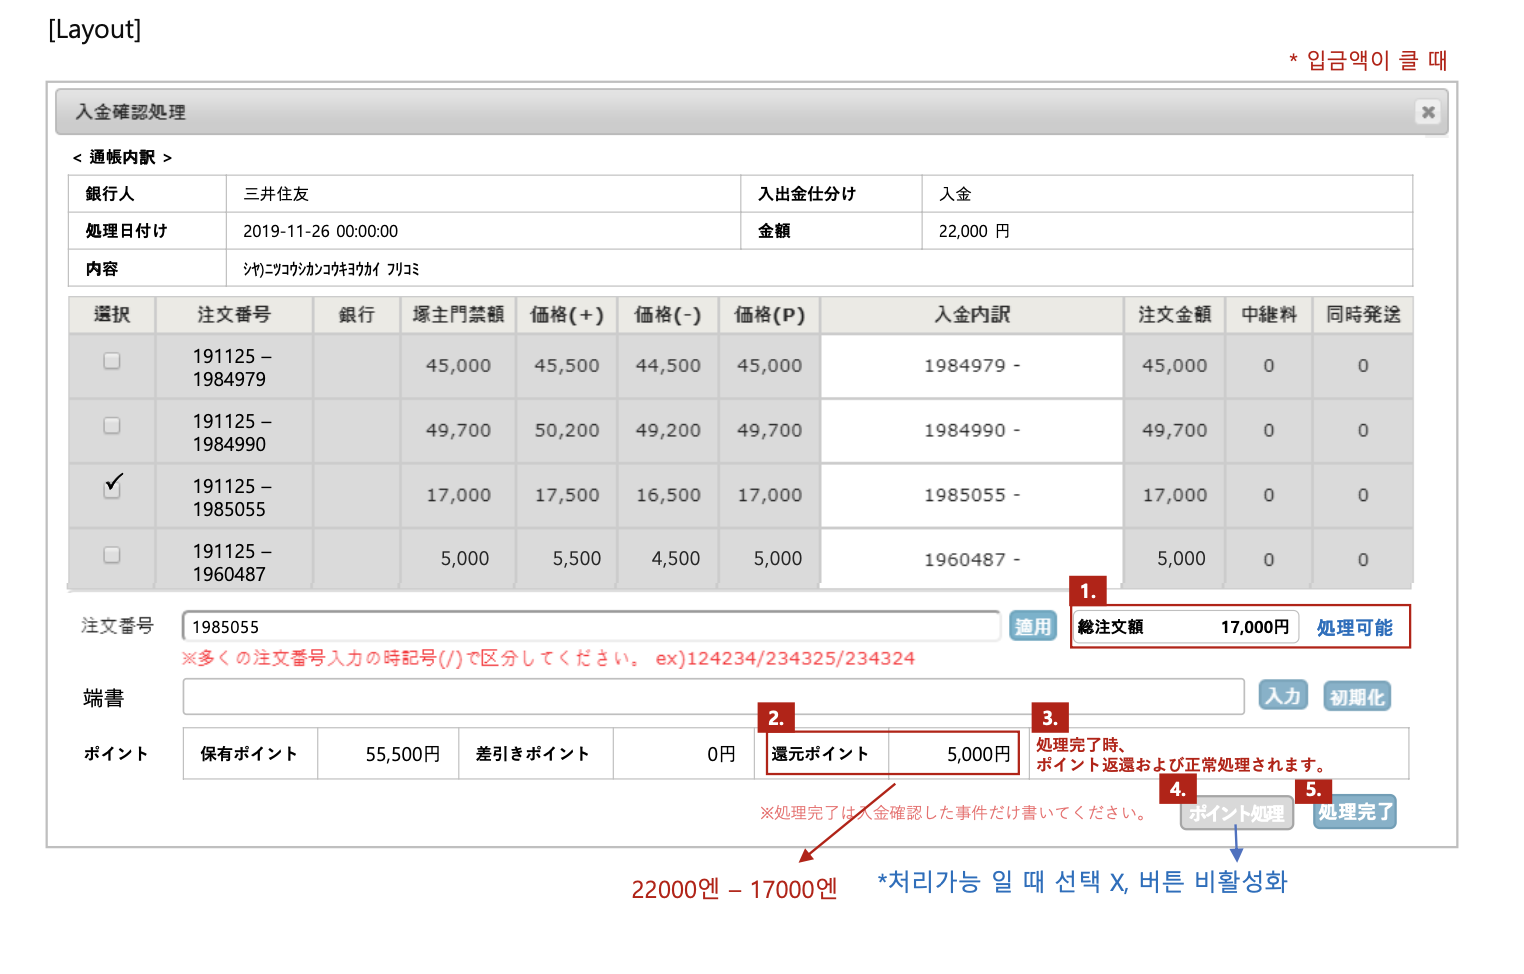 [Layout]
* 입금액이 클 때
入金確認処理
< 通帳内訳 >
銀行人 三井住友 入出金仕分け 入金
処理日付け 2019-11-26 00:00:00 金額 22,000 円
内容 ｼﾔ)ﾆﾂｺｳｼｶﾝｺｳｷﾖｳｶｲ ﾌﾘｺﾐ
選択 注文番号 銀行 塚主門禁額 価格(+) 価格(-) 価格(P) 入金内訳 注文金額 中継料 同時発送
191125 – 1984979 45,000 45,500 44,500 45,000 1984979 - 45,000 0 0
191125 – 1984990 49,700 50,200 49,200 49,700 1984990 - 49,700 0 0
191125 – 1985055 17,000 17,500 16,500 17,000 1985055 - 17,000 0 0
191125 – 1960487 5,000 5,500 4,500 5,000 1960487 - 5,000 0 0
1.
注文番号 1985055 適用 総注文額 17,000円 処理可能
※多くの注文番号入力の時記号(/)で区分してください。 ex)124234/234325/234324
端書 入力 初期化
2. 3.
ポイント 保有ポイント 55,500円 差引きポイント 0円 還元ポイント 5,000円
処理完了時、
ポイント返還および正常処理されます。
4. 5.
※処理完了は入金確認した事件だけ書いてください。 ポイント処理 処理完了
22000엔 – 17000엔
*처리가능 일 때 선택 X, 버튼 비활성화